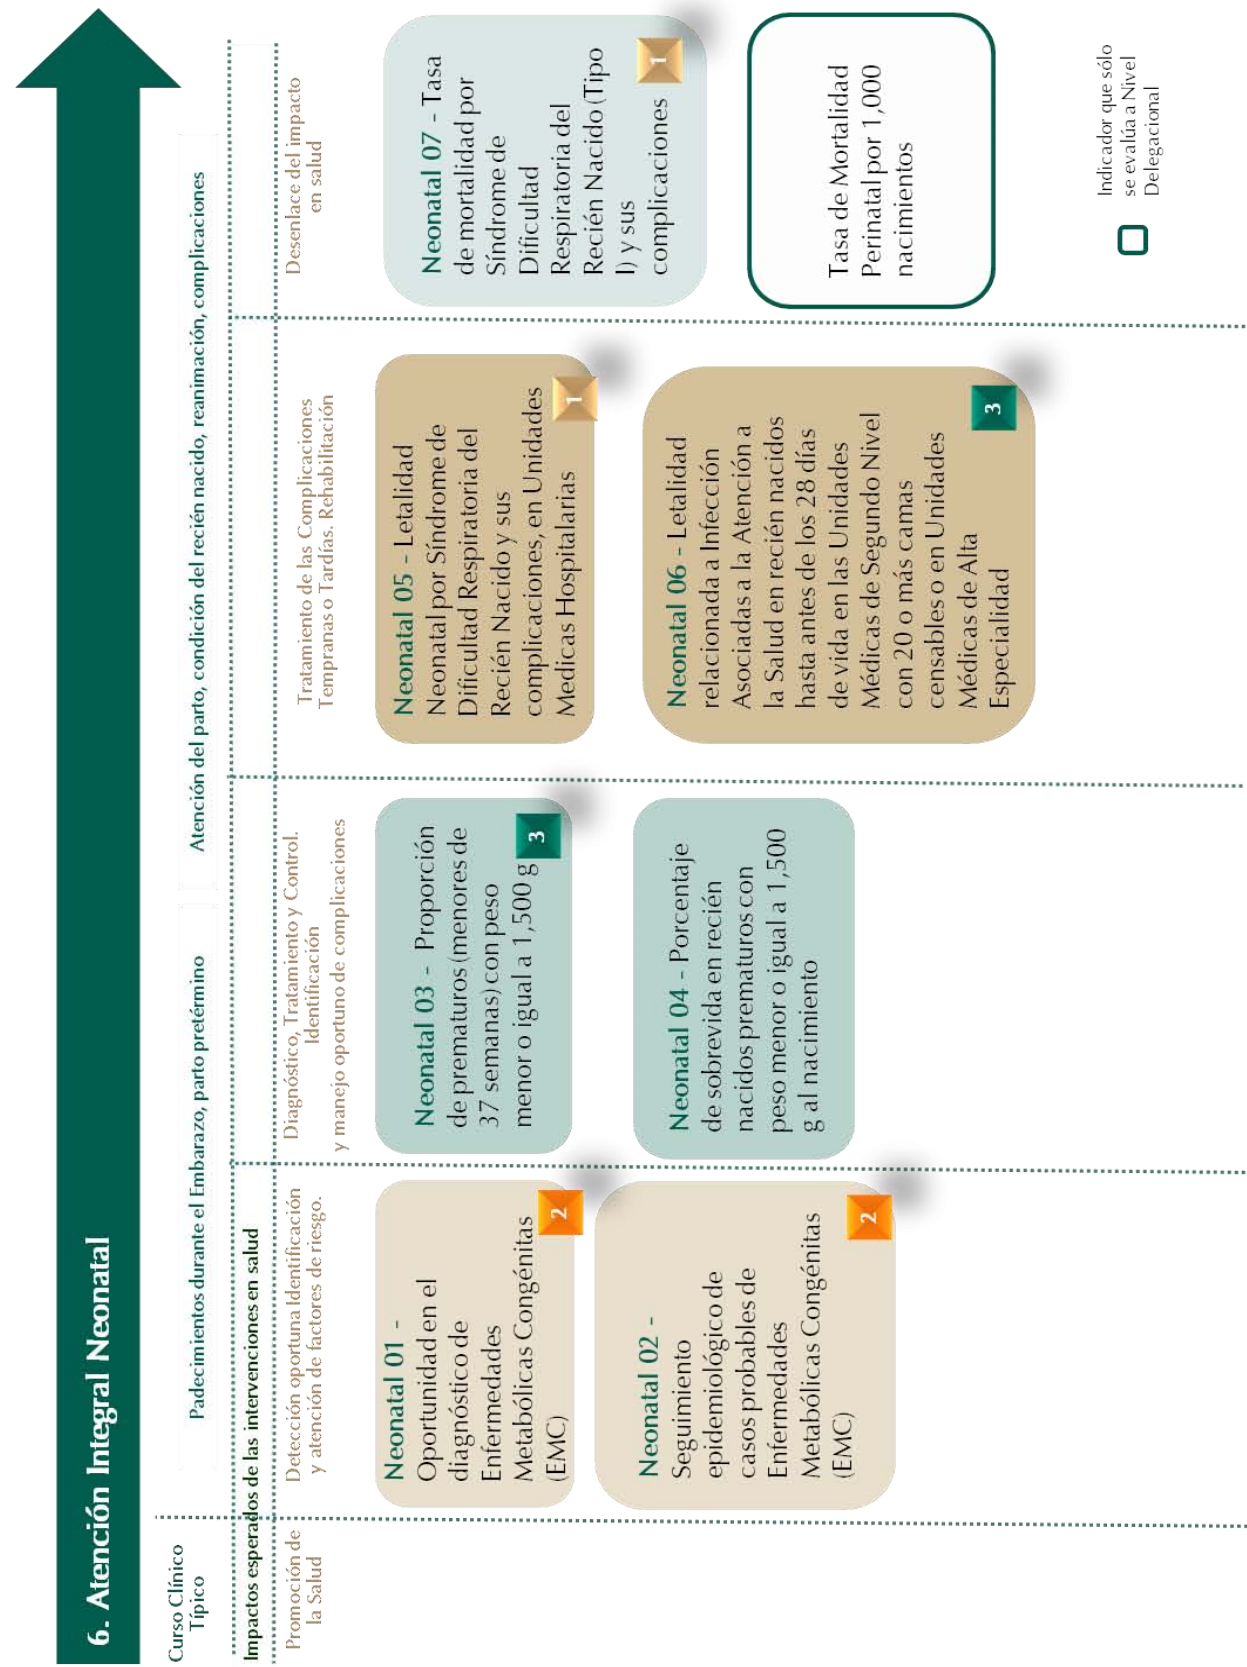 6. Atención Integral Neonatal
Curso Clínico
Típico
Padecimientos durante el Embarazo, parto pretérmino
Atención del parto, condición del recién nacido, reanimación, complicaciones
Impactos esperados de las intervenciones en salud
Promoción de
la Salud
Detección oportuna Identificación
y atención de factores de riesgo.
Diagnóstico, Tratamiento y Control.
Identificación
y manejo oportuno de complicaciones
Tratamiento de las Complicaciones
Tempranas o Tardías. Rehabilitación
Desenlace del impacto
en salud
Neonatal 01 -
Oportunidad en el
diagnóstico de
Enfermedades
Metabólicas Congénitas
(EMC)
2
Neonatal 02 -
Seguimiento
epidemiológico de
casos probables de
Enfermedades
Metabólicas Congénitas
(EMC)
2
Neonatal 03 - Proporción
de prematuros (menores de
37 semanas) con peso
menor o igual a 1,500 g
3
Neonatal 04 - Porcentaje
de sobrevida en recién
nacidos prematuros con
peso menor o igual a 1,500
g al nacimiento
Neonatal 05 - Letalidad
Neonatal por Síndrome de
Dificultad Respiratoria del
Recién Nacido y sus
complicaciones, en Unidades
Medicas Hospitalarias
1
Neonatal 06 - Letalidad
relacionada a Infección
Asociadas a la Atención a
la Salud en recién nacidos
hasta antes de los 28 días
de vida en las Unidades
Médicas de Segundo Nivel
con 20 o más camas
censables o en Unidades
Médicas de Alta
Especialidad
3
Neonatal 07 - Tasa
de mortalidad por
Síndrome de
Dificultad
Respiratoria del
Recién Nacido (Tipo
I) y sus
complicaciones
1
Tasa de Mortalidad
Perinatal por 1,000
nacimientos
Indicador que sólo
se evalúa a Nivel
Delegacional